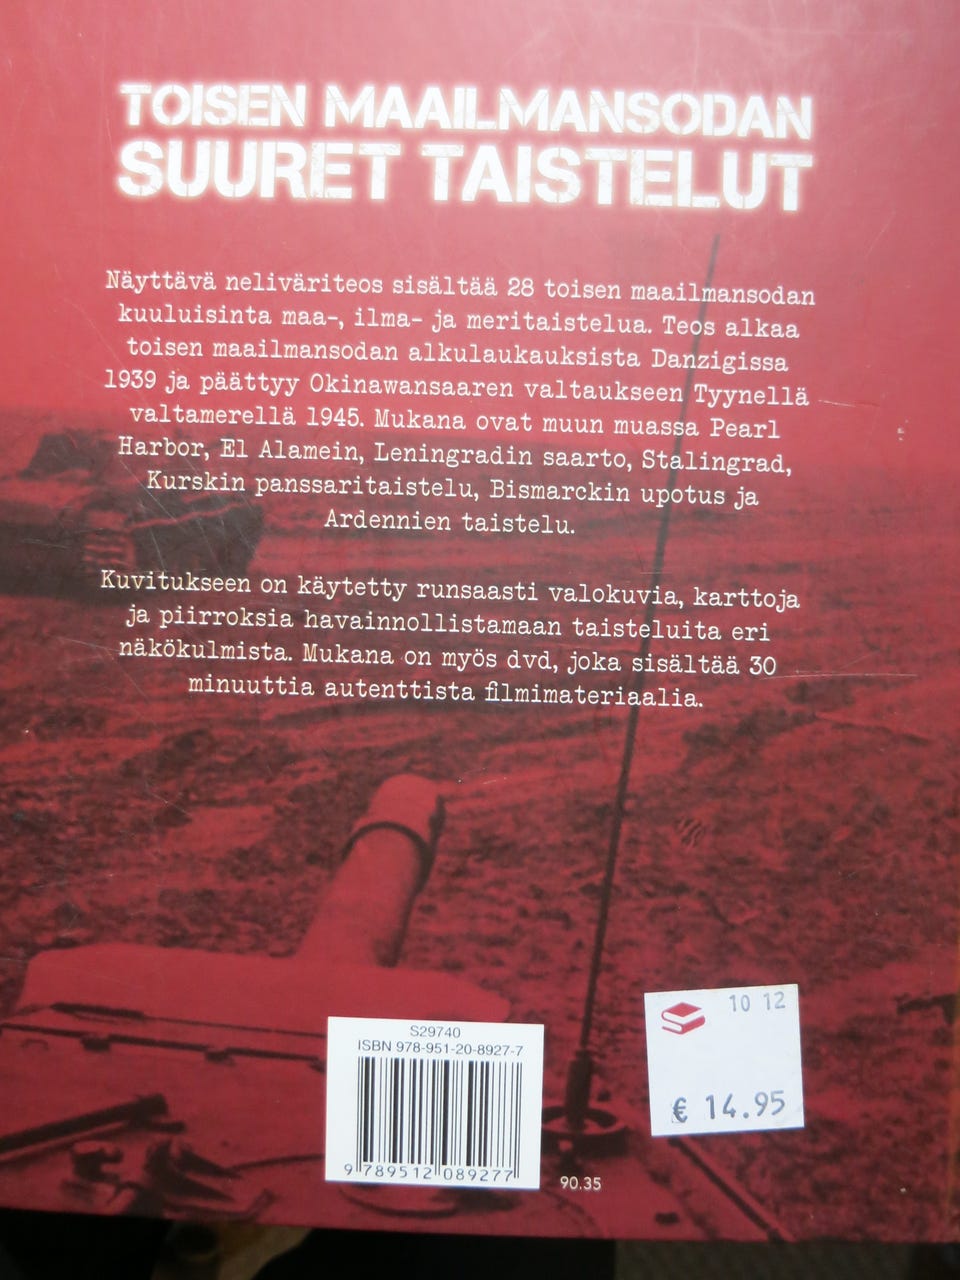 TOISEN MAAILMANSODAN
SUURET TAISTELUT
Näyttävä neliväriteos sisältää 28 toisen maailmansodan
kuuluisinta maa-, ilma- ja meritaistelua. Teos alkaa
toisen maailmansodan alkulaukauksista Danzigissa
1939 ja päättyy Okinawansaaren valtaukseen Tyynellä
valtamerellä 1945. Mukana ovat muun muassa Pearl
Harbor, El Alamein, Leningradin saarto, Stalingrad,
Kurskin panssaritaistelu, Bismarckin upotus ja
Ardennien taistelu.
Kuvitukseen on käytetty runsaasti valokuvia, karttoja
ja piirroksia havainnollistamaan taisteluita eri
näkökulmista. Mukana on myös dvd, joka sisältää 30
minuuttia autenttista filmimateriaalia.
10 12
€ 14.95
S29740
ISBN 978-951-20-8927-7
9 789512 089277
90.35